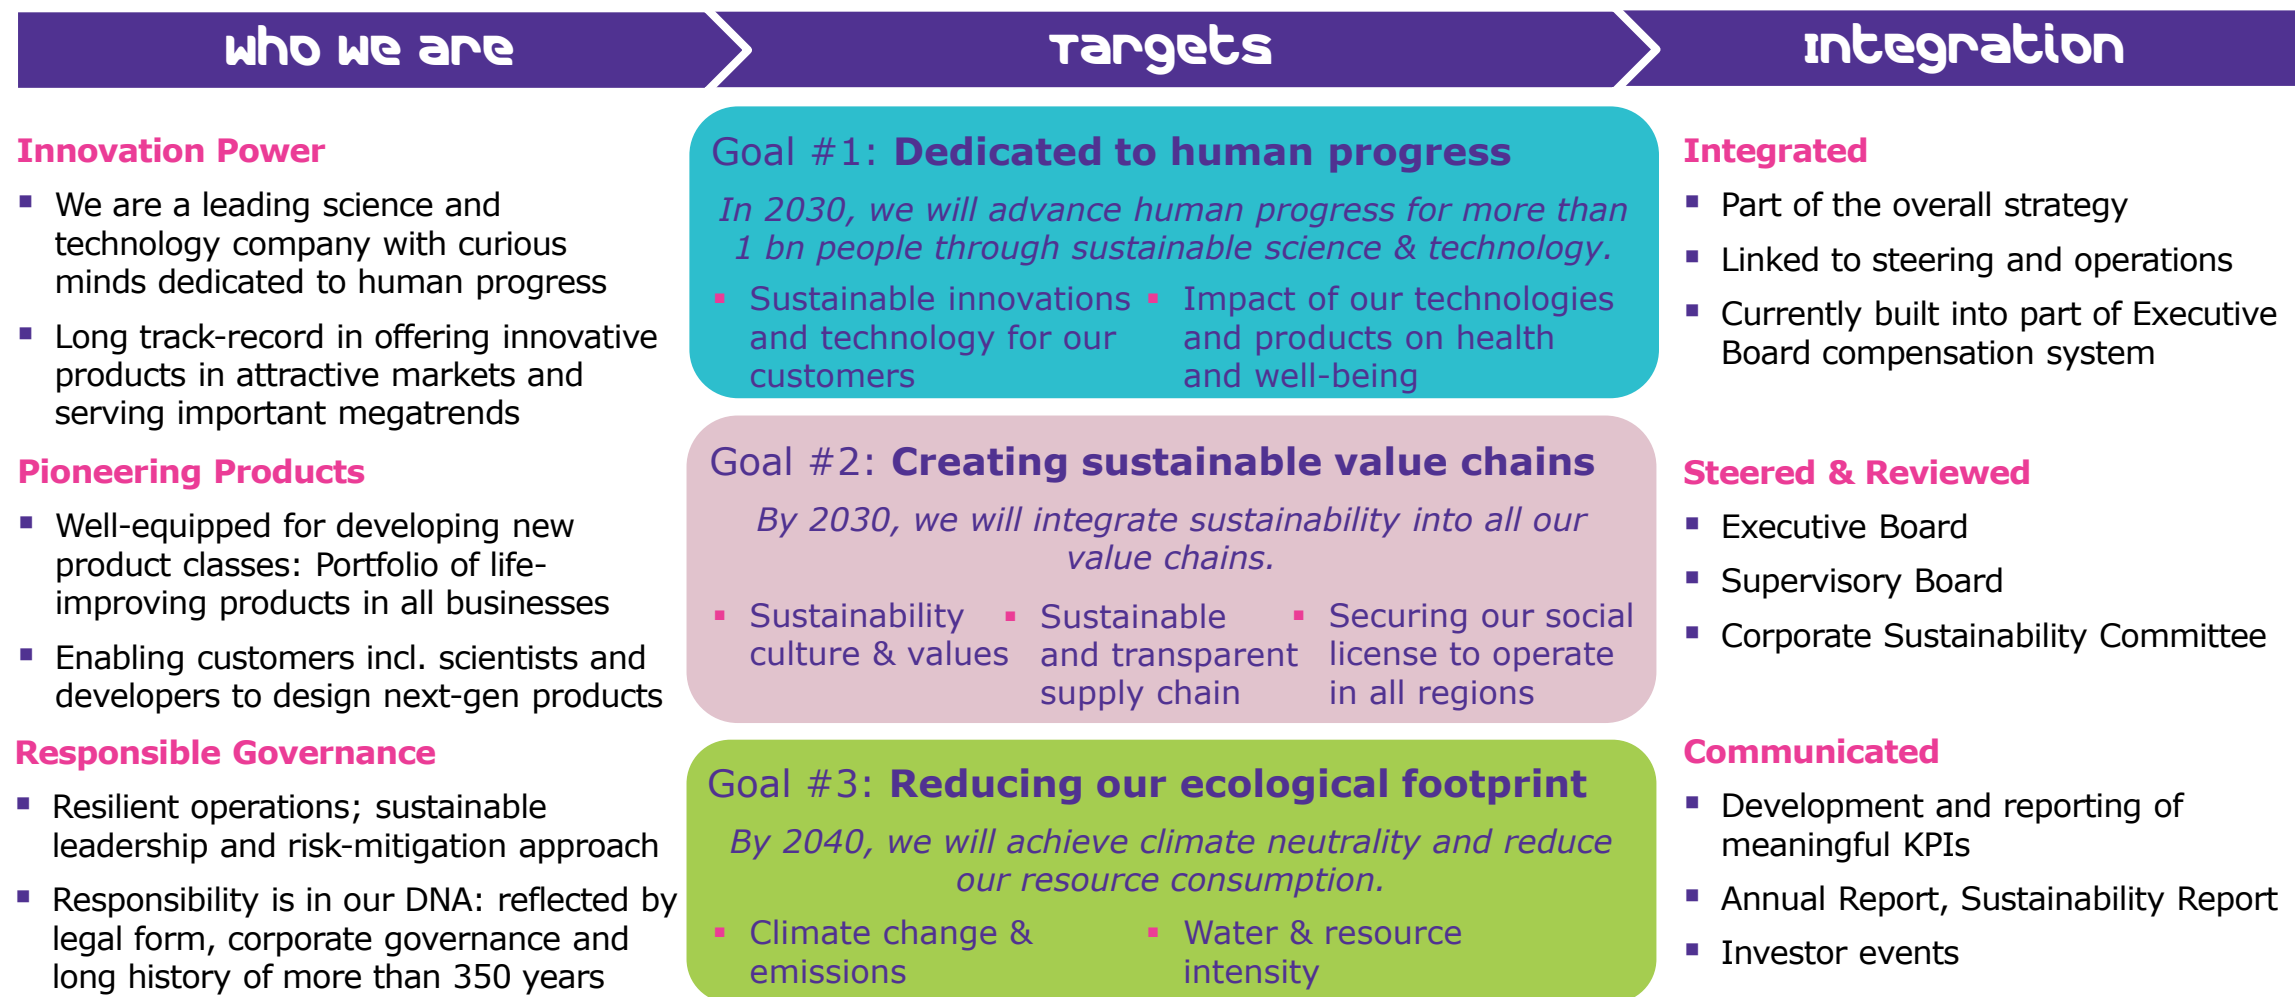 Who we are
Targets
Integration
Innovation Power
▪ We are a leading science and
technology company with curious
minds dedicated to human progress
▪ Long track-record in offering innovative
products in attractive markets and
serving important megatrends
Pioneering Products
▪ Well-equipped for developing new
product classes: Portfolio of life-
improving products in all businesses
▪ Enabling customers incl. scientists and
developers to design next-gen products
Responsible Governance
▪ Resilient operations; sustainable
leadership and risk-mitigation approach
▪ Responsibility is in our DNA: reflected by
legal form, corporate governance and
long history of more than 350 years
Goal #1: Dedicated to human progress
In 2030, we will advance human progress for more than
1 bn people through sustainable science & technology.
▪ Sustainable innovations
and technology for our
customers
▪ Impact of our technologies
and products on health
and well-being
Goal #2: Creating sustainable value chains
By 2030, we will integrate sustainability into all our
value chains.
▪ Sustainability
culture & values
▪ Sustainable
and transparent
supply chain
▪ Securing our social
license to operate
in all regions
Goal #3: Reducing our ecological footprint
By 2040, we will achieve climate neutrality and reduce
our resource consumption.
▪ Climate change &
emissions
▪ Water & resource
intensity
Integrated
▪ Part of the overall strategy
▪ Linked to steering and operations
▪ Currently built into part of Executive
Board compensation system
Steered & Reviewed
▪ Executive Board
▪ Supervisory Board
▪ Corporate Sustainability Committee
Communicated
▪ Development and reporting of
meaningful KPIs
▪ Annual Report, Sustainability Report
▪ Investor events